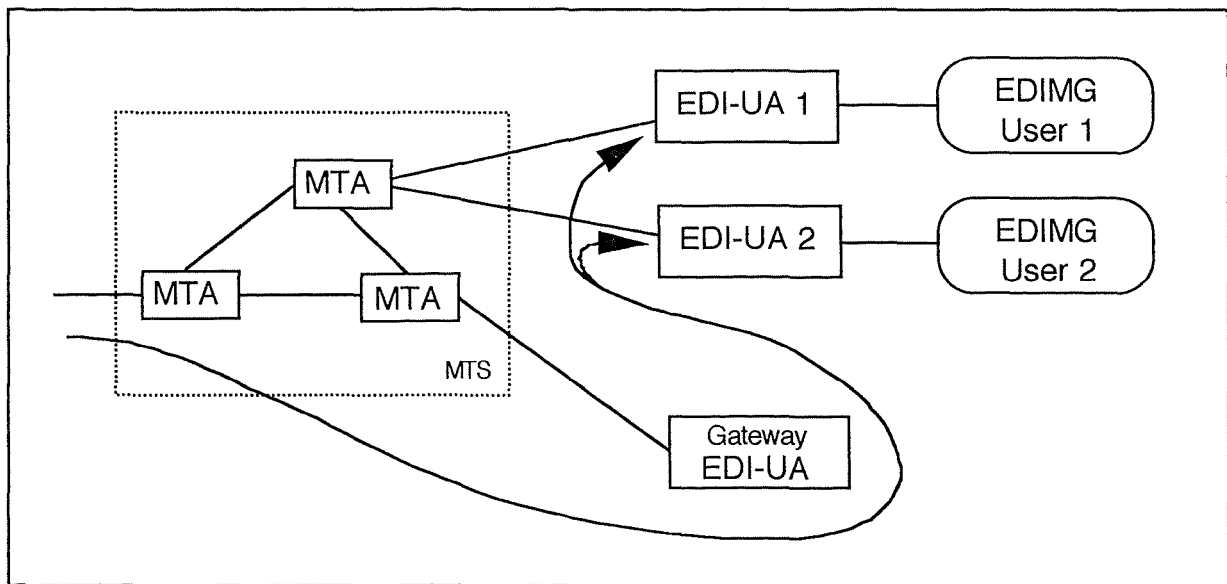 EDI-UA 1
EDIMG
User 1
MTA
EDI-UA 2
EDIMG
User 2
MTA
MTA
MTS
Gateway
EDI-UA